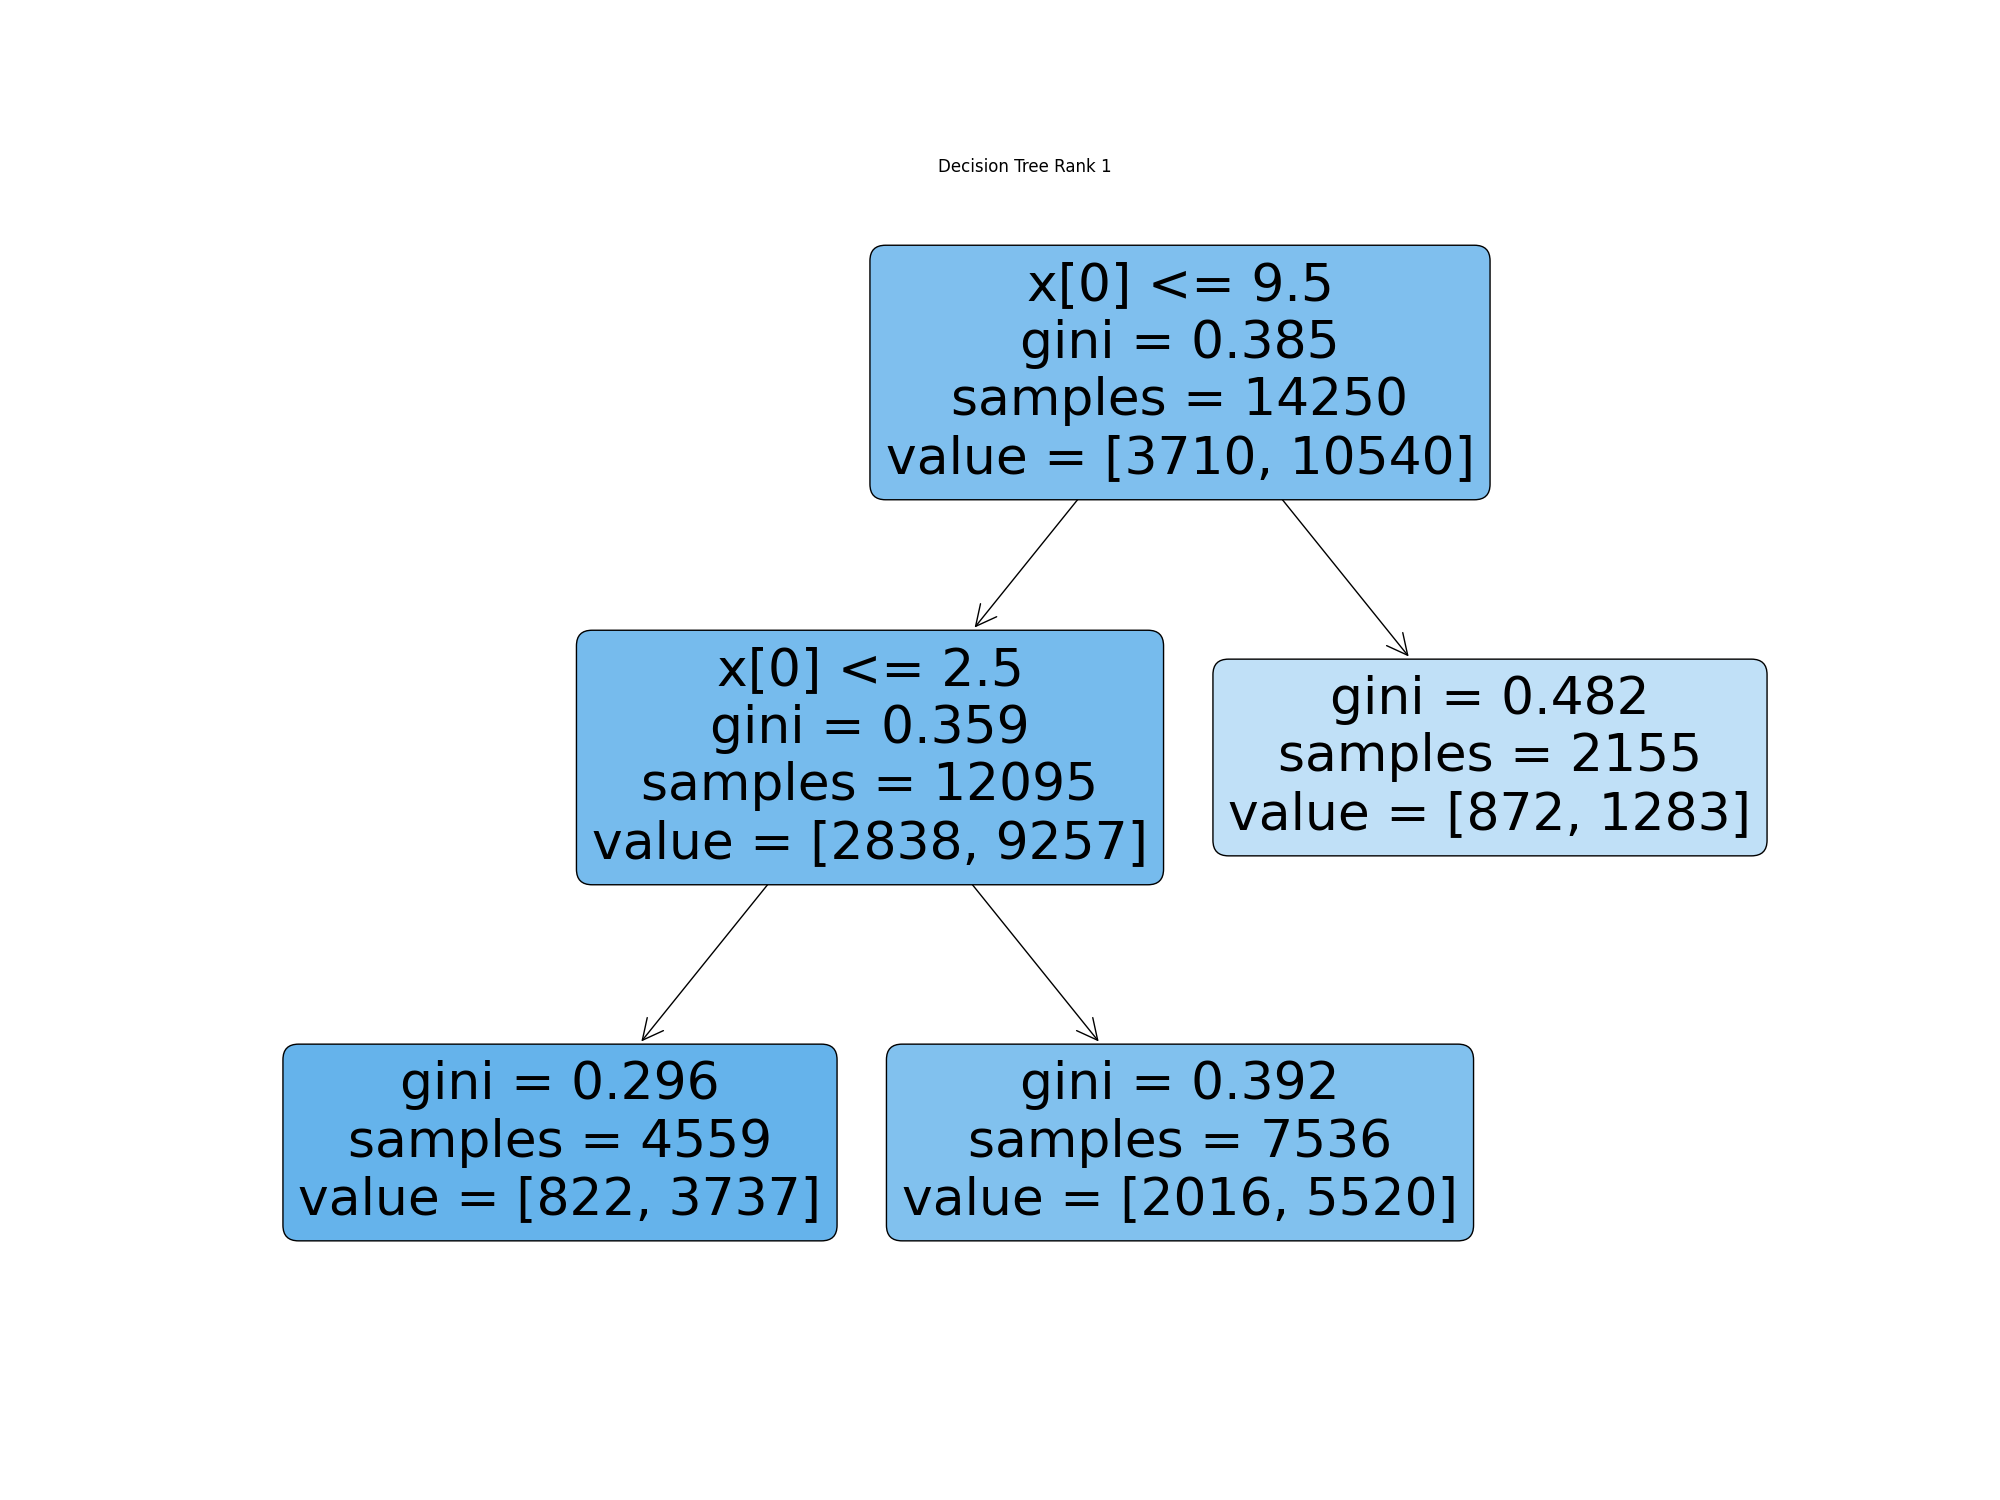 Decision Tree Rank 1
x[0] <= 9.5
gini = 0.385
samples = 14250
value = [3710, 10540]
x[0] <= 2.5
gini = 0.359
samples = 12095
value = [2838, 9257]
gini = 0.482
samples = 2155
value = [872, 1283]
gini = 0.296
samples = 4559
value = [822, 3737]
gini = 0.392
samples = 7536
value = [2016, 5520]